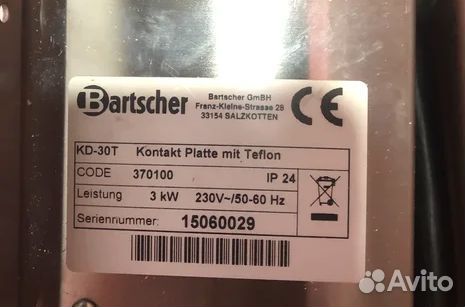 Bartscher
Bartscher GmbH
Franz-Kleine-Strasse 28
33154 SALZKOTTEN
CE
KD-30T Kontakt Platte mit Teflon
CODE 370100 IP 24
Leistung 3 kW 230V~/50-60 Hz
Seriennummer: 15060029
Avito